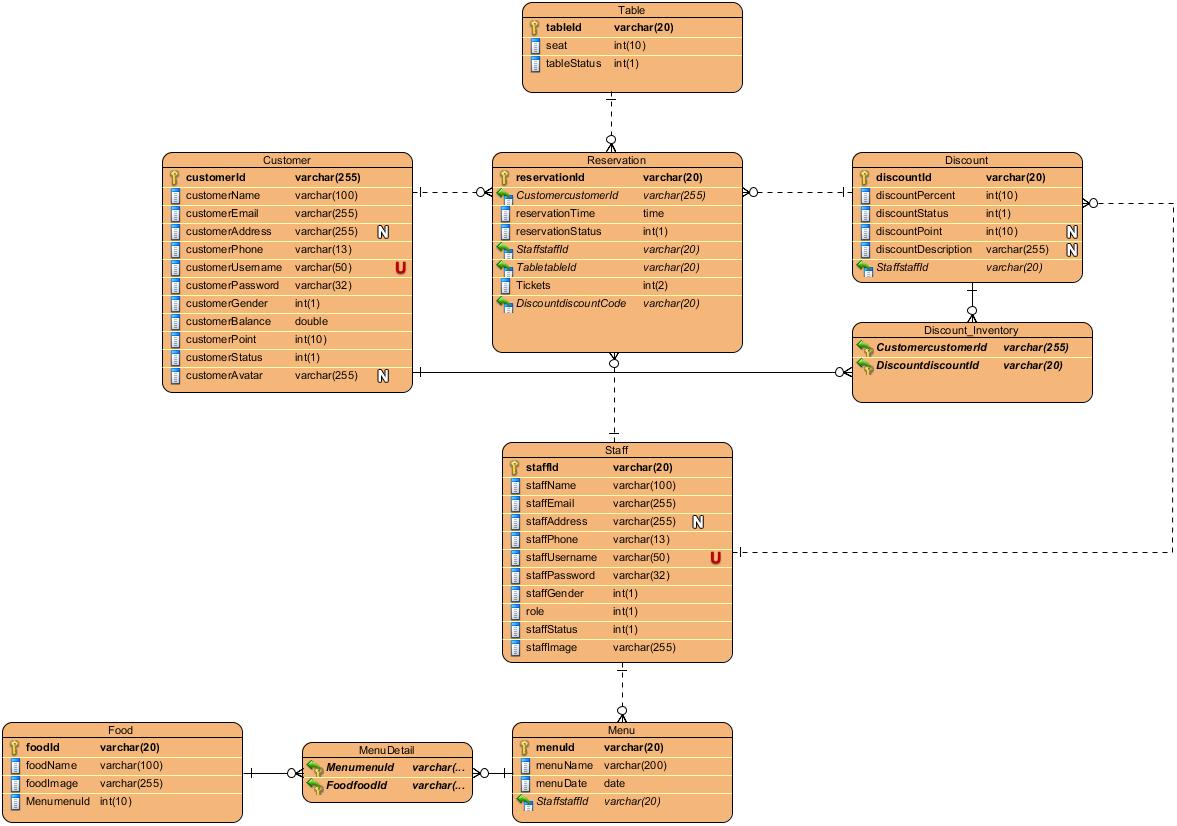 Table
tableId varchar(20)
seat int(10)
tableStatus int(1)
Customer
customerId varchar(255)
customerName varchar(100)
customerEmail varchar(255)
customerAddress varchar(255) N
customerPhone varchar(13)
customerUsername varchar(50) U
customerPassword varchar(32)
customerGender int(1)
customerBalance double
customerPoint int(10)
customerStatus int(1)
customerAvatar varchar(255) N
Reservation
reservationId varchar(20)
CustomercustomerId varchar(255)
reservationTime time
reservationStatus int(1)
StaffstaffId varchar(20)
TabletableId varchar(20)
Tickets int(2)
DiscountdiscountCode varchar(20)
Discount
discountId varchar(20)
discountPercent int(10)
discountStatus int(1)
discountPoint int(10) N
discountDescription varchar(255) N
StaffstaffId varchar(20)
Discount_Inventory
CustomercustomerId varchar(255)
DiscountdiscountId varchar(20)
Staff
staffId varchar(20)
staffName varchar(100)
staffEmail varchar(255)
staffAddress varchar(255) N
staffPhone varchar(13)
staffUsername varchar(50) U
staffPassword varchar(32)
staffGender int(1)
role int(1)
staffStatus int(1)
staffImage varchar(255)
Food
foodId varchar(20)
foodName varchar(100)
foodImage varchar(255)
MenumenuId int(10)
MenuDetail
MenumenuId varchar(...
FoodfoodId varchar(...
Menu
menuId varchar(20)
menuName varchar(200)
menuDate date
StaffstaffId varchar(20)